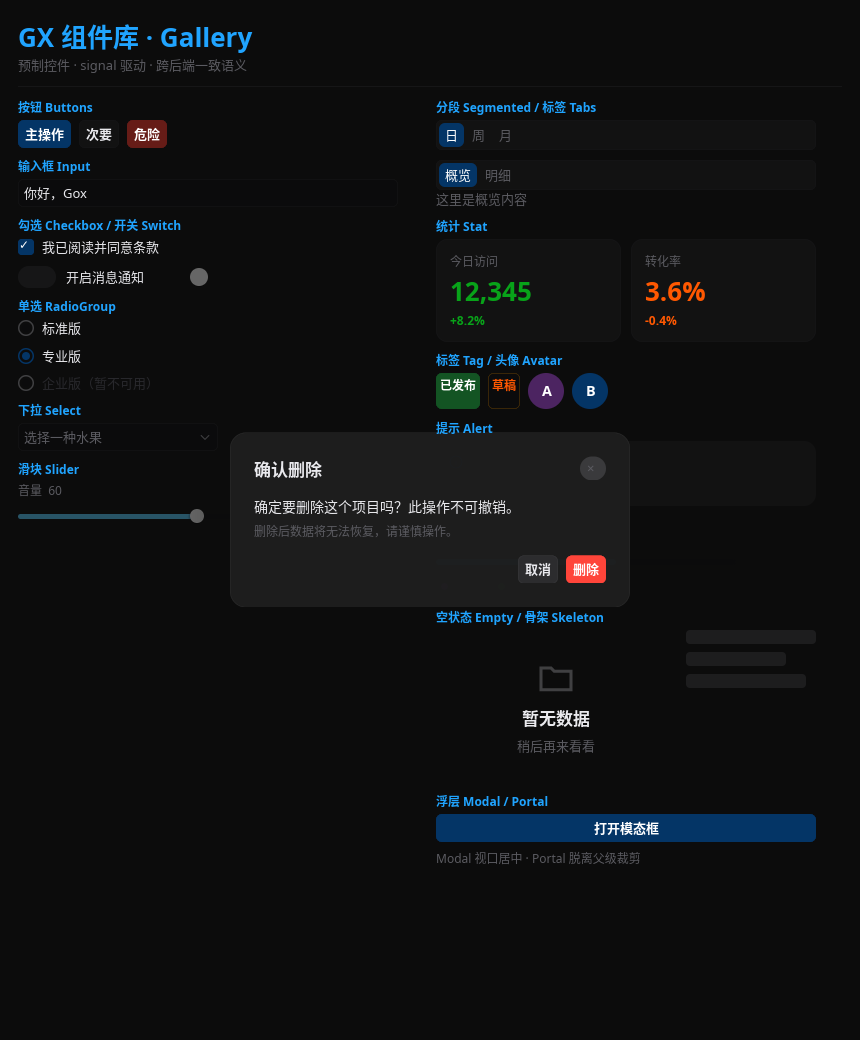 GX 组件库 · Gallery
预制控件 · signal 驱动 · 跨后端一致语义
按钮 Buttons
主操作 次要 危险
输入框 Input
你好，Gox
勾选 Checkbox / 开关 Switch
我已阅读并同意条款
开启消息通知
单选 RadioGroup
标准版
专业版
企业版（暂不可用）
下拉 Select
选择一种水果
滑块 Slider
音量 60
分段 Segmented / 标签 Tabs
日 周 月
概览 明细
这里是概览内容
统计 Stat
今日访问
12,345
+8.2%
转化率
3.6%
-0.4%
标签 Tag / 头像 Avatar
已发布 草稿 A B
提示 Alert
确认删除
×
确定要删除这个项目吗？此操作不可撤销。
删除后数据将无法恢复，请谨慎操作。
取消 删除
空状态 Empty / 骨架 Skeleton
暂无数据
稍后再来看看
浮层 Modal / Portal
打开模态框
Modal 视口居中 · Portal 脱离父级裁剪